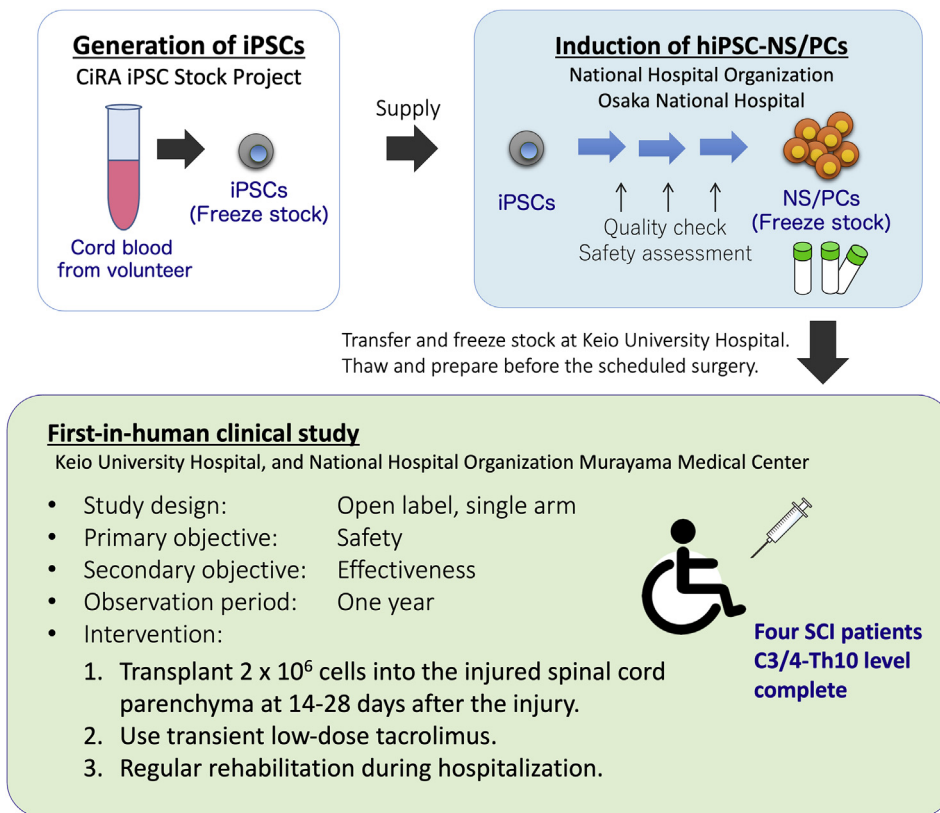 Generation of iPSCs
CiRA iPSC Stock Project
iPSCs
(Freeze stock)
Cord blood
from volunteer
Supply
Induction of hiPSC-NS/PCs
National Hospital Organization
Osaka National Hospital
iPSCs
Quality check
Safety assessment
NS/PCs
(Freeze stock)
Transfer and freeze stock at Keio University Hospital.
Thaw and prepare before the scheduled surgery.
First-in-human clinical study
Keio University Hospital, and National Hospital Organization Murayama Medical Center
• Study design: Open label, single arm
• Primary objective: Safety
• Secondary objective: Effectiveness
• Observation period: One year
• Intervention:
1. Transplant 2 x 10⁶ cells into the injured spinal cord
parenchyma at 14-28 days after the injury.
2. Use transient low-dose tacrolimus.
3. Regular rehabilitation during hospitalization.
Four SCI patients
C3/4-Th10 level
complete